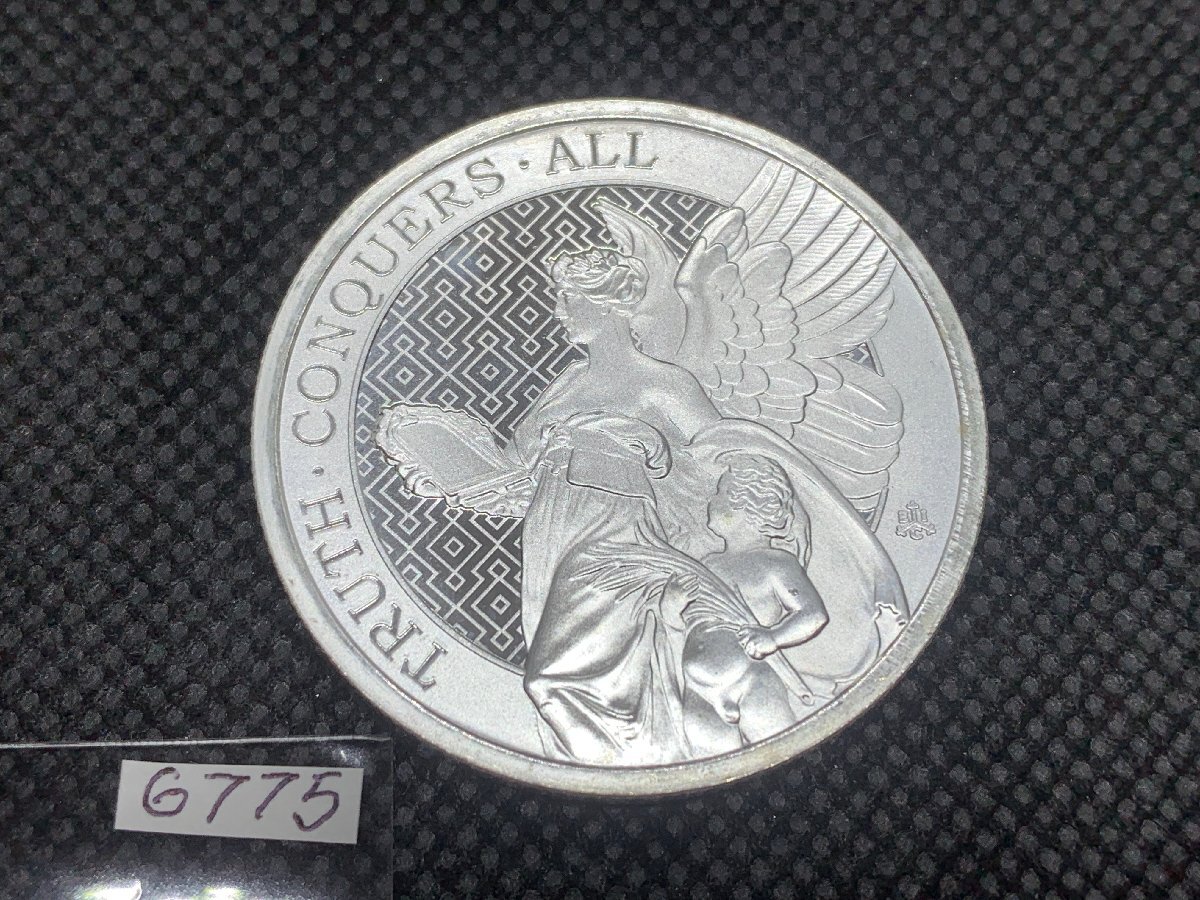 TRUTH · CONQUERS · ALL
6775